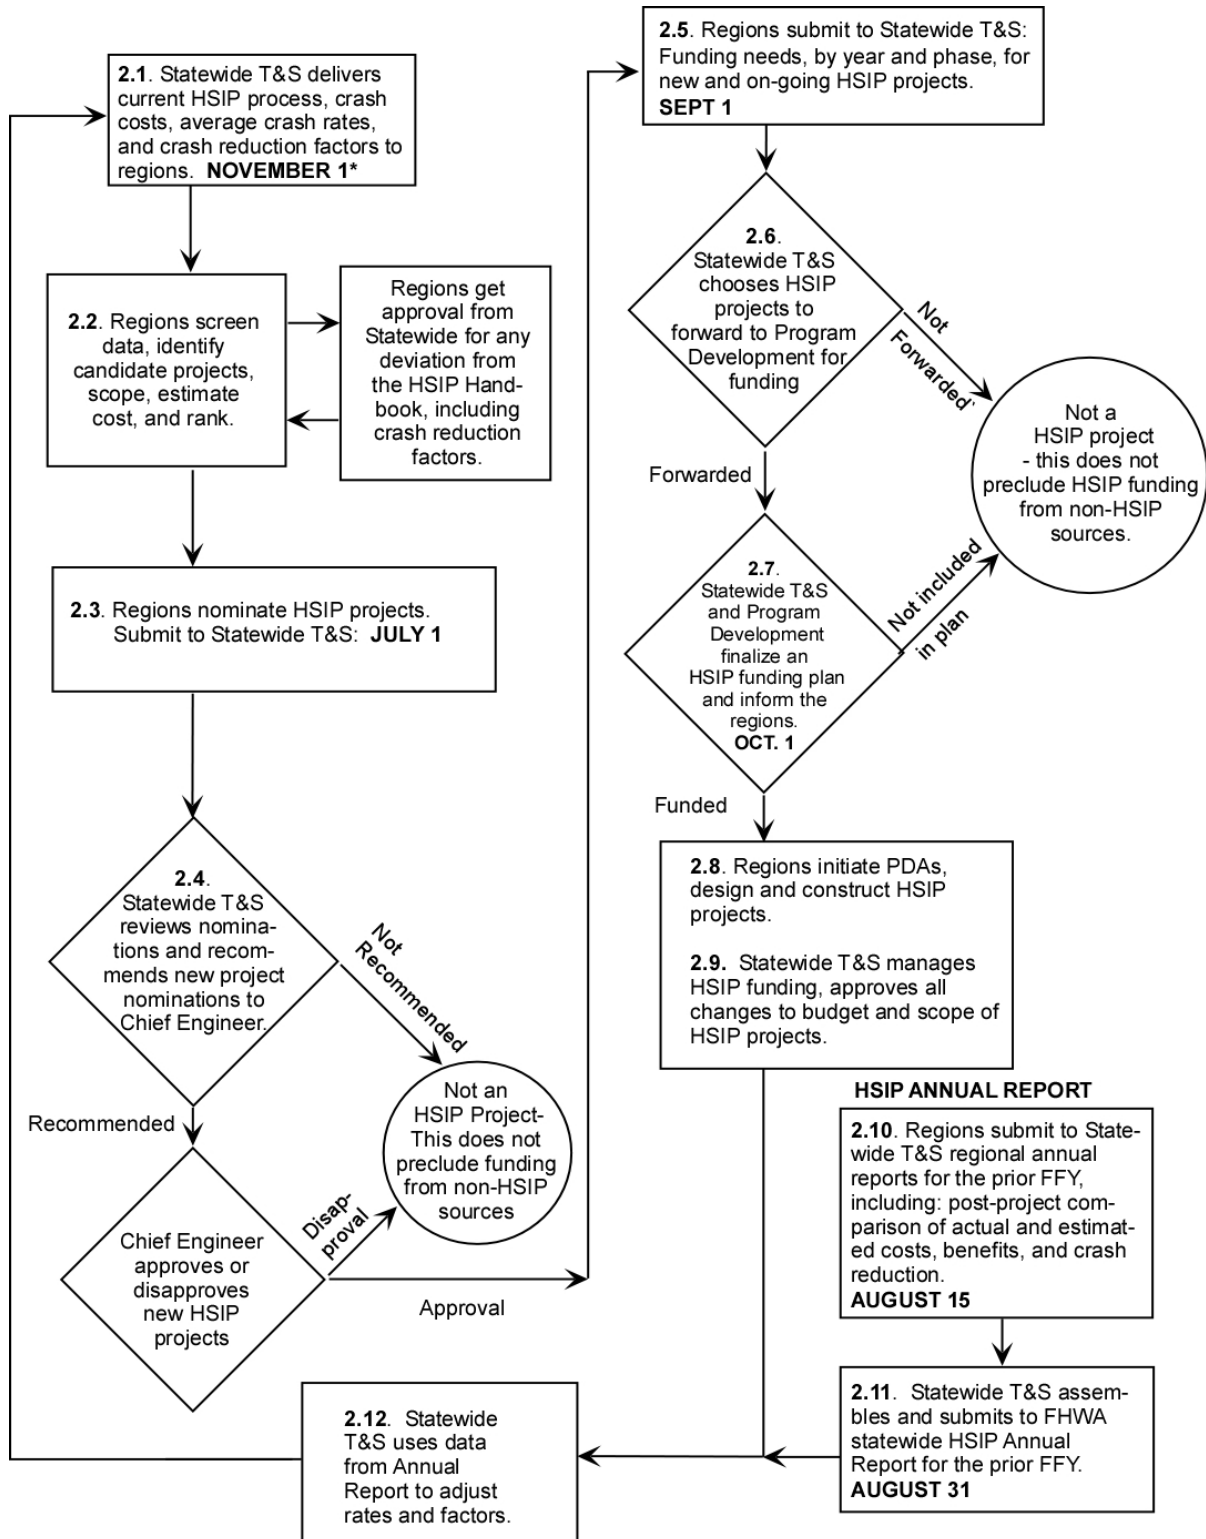 2.1. Statewide T&S delivers
current HSIP process, crash
costs, average crash rates,
and crash reduction factors to
regions. NOVEMBER 1*
2.2. Regions screen
data, identify
candidate projects,
scope, estimate
cost, and rank.
Regions get
approval from
Statewide for any
deviation from
the HSIP Hand-
book, including
crash reduction
factors.
2.3. Regions nominate HSIP projects.
Submit to Statewide T&S: JULY 1
2.4.
Statewide T&S
reviews nomina-
tions and recom-
mends new project
nominations to
Chief Engineer.
Not
Recommended
Recommended
Not an
HSIP Project-
This does not
preclude funding
from non-HSIP
sources
Chief Engineer
approves or
disapproves
new HSIP
projects
Disap-
proval
Approval
2.5. Regions submit to Statewide T&S:
Funding needs, by year and phase, for
new and on-going HSIP projects.
SEPT 1
2.6.
Statewide T&S
chooses HSIP
projects to
forward to Program
Development for
funding
Not
Forwarded`
Forwarded
Not a
HSIP project
- this does not
preclude HSIP funding
from non-HSIP
sources.
2.7.
Statewide T&S
and Program
Development
finalize an
HSIP funding plan
and inform the
regions.
OCT. 1
Not included
in plan
Funded
2.8. Regions initiate PDAs,
design and construct HSIP
projects.
2.9. Statewide T&S manages
HSIP funding, approves all
changes to budget and scope of
HSIP projects.
HSIP ANNUAL REPORT
2.10. Regions submit to State-
wide T&S regional annual
reports for the prior FFY,
including: post-project com-
parison of actual and estimat-
ed costs, benefits, and crash
reduction.
AUGUST 15
2.11. Statewide T&S assem-
bles and submits to FHWA
statewide HSIP Annual
Report for the prior FFY.
AUGUST 31
2.12. Statewide
T&S uses data
from Annual
Report to adjust
rates and factors.